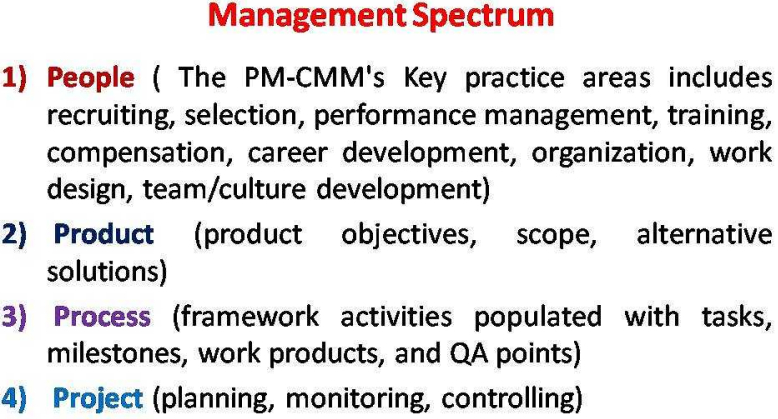 Management Spectrum
1) People ( The PM-CMM's Key practice areas includes
recruiting, selection, performance management, training,
compensation, career development, organization, work
design, team/culture development)
2) Product (product objectives, scope, alternative
solutions)
3) Process (framework activities populated with tasks,
milestones, work products, and QA points)
4) Project (planning, monitoring, controlling)